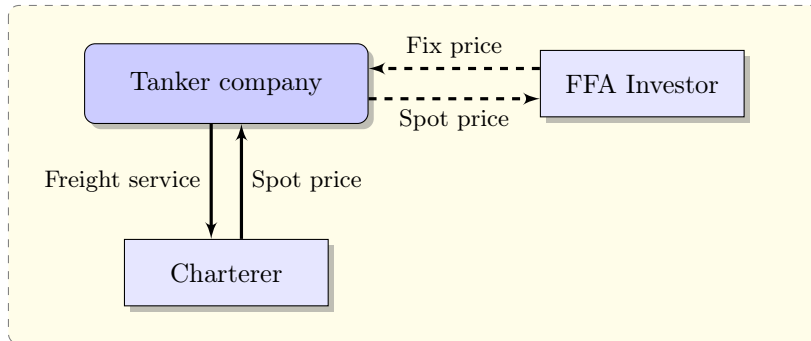 Fix price
Tanker company
FFA Investor
Spot price
Freight service
Spot price
Charterer